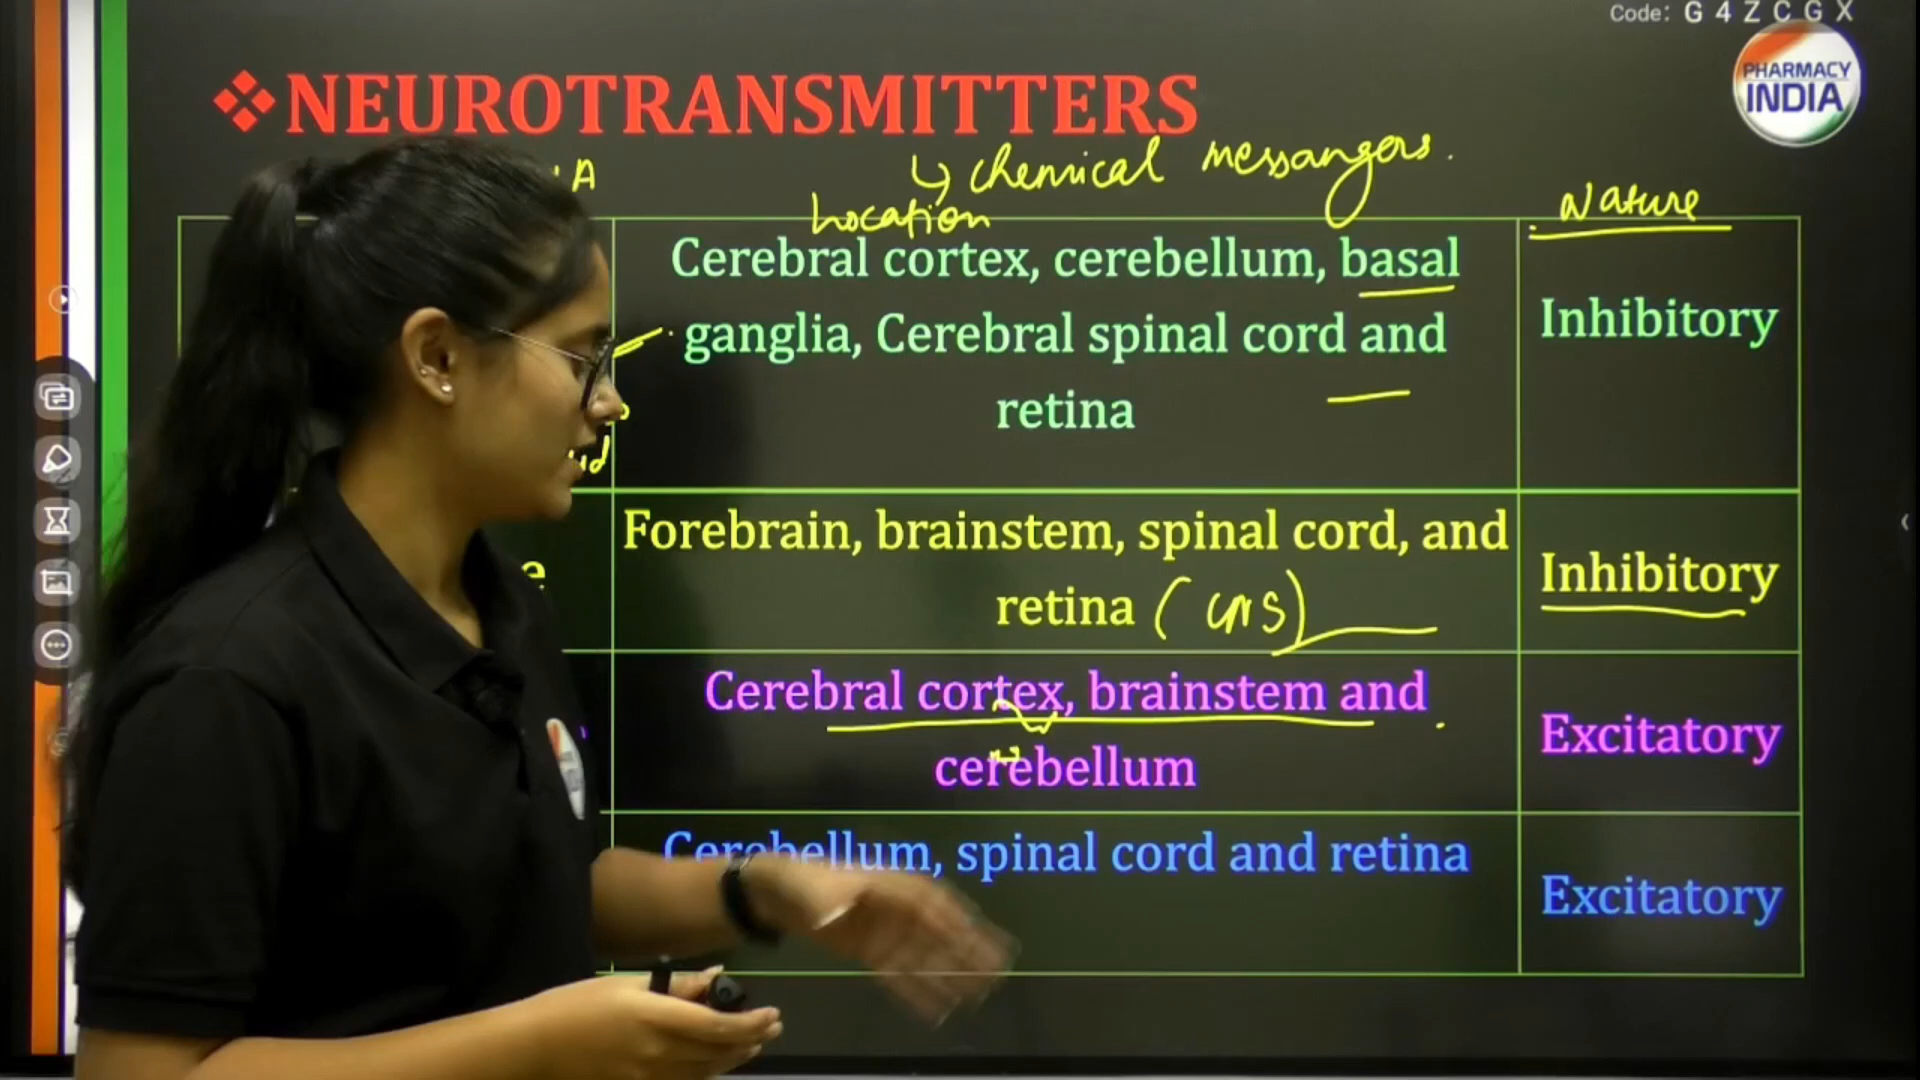 Code: G 4 Z C G X
PHARMACY
INDIA
❖NEUROTRANSMITTERS
A
↳ chemical messangers.
Location
Nature
Cerebral cortex, cerebellum, basal
ganglia, Cerebral spinal cord and
retina
Inhibitory
Forebrain, brainstem, spinal cord, and
retina (CNS)
Inhibitory
Cerebral cortex, brainstem and
cerebellum
Excitatory
Cerebellum, spinal cord and retina
Excitatory